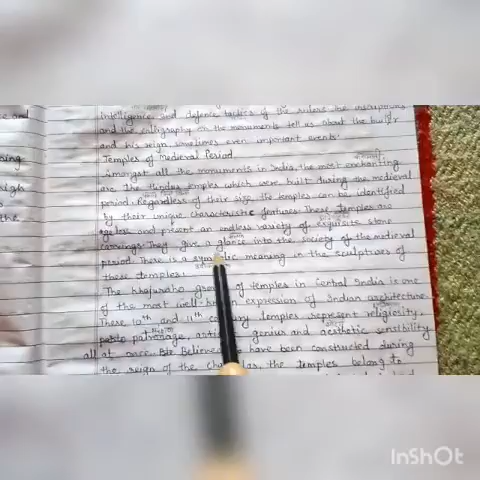 intelligence and defence tactics of the rulers. The inscriptions
and the calligraphy on the monuments tell us about the builder
and his reign sometimes even important events.
Temples of Medieval Period
Amongst all the monuments in India, the most enchanting
are the Hindu temples which were built during the medieval
period. Regardless of their size, the temples can be identified
by their unique characteristic features. These temples are
ageless and present an endless variety of exquisite stone
carvings. They give a glance into the society of the medieval
period. There is a symbolic meaning in the sculptures of
these temples.
The Khajuraho group of temples in Central India is one
of the most well known expression of Indian architecture.
These 10th and 11th century temples represent religiosity,
patronage, genius and aesthetic sensibility
all at once. Believed to have been constructed during
the reign of the the temples belong to
ce and
sing
high
the
InShOt